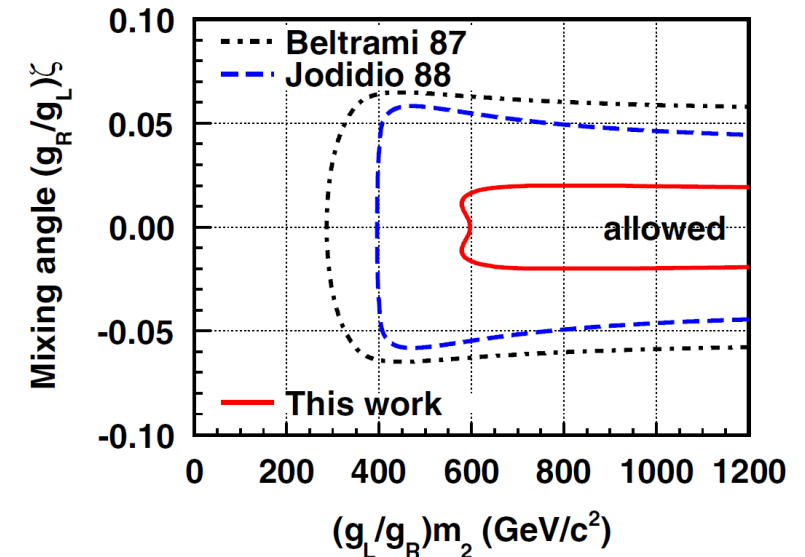 0.10
Beltrami 87
Jodidio 88
0.05
Mixing angle (g_R/g_L)ζ
0.00
allowed
-0.05
This work
-0.10
0 200 400 600 800 1000 1200
(g_L/g_R)m_2 (GeV/c^2)